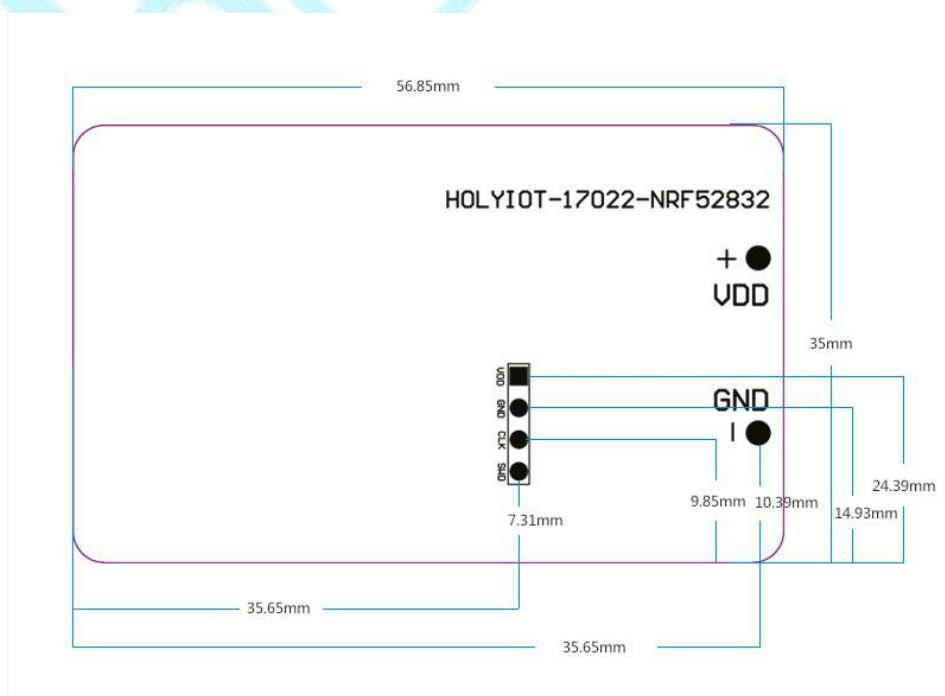 56.85mm
HOLYIOT-17022-NRF52832
+
VDD
35mm
VDD
GND
CLK
SWD
GND
24.39mm
9.85mm
10.39mm
14.93mm
7.31mm
35.65mm
35.65mm